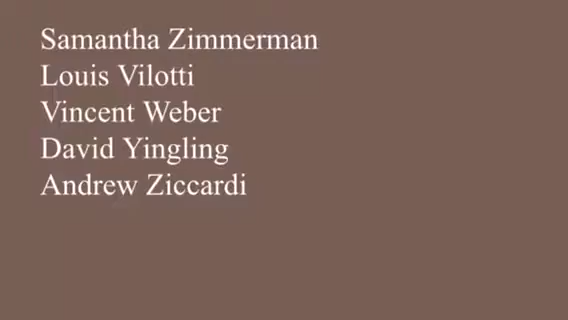 Samantha Zimmerman
Louis Vilotti
Vincent Weber
David Yingling
Andrew Ziccardi